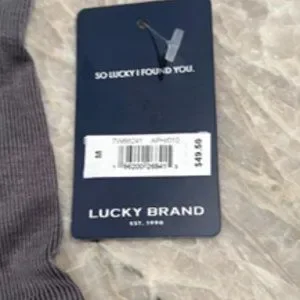 SO LUCKY I FOUND YOU.
M
$49.50
LUCKY BRAND
EST. 1990